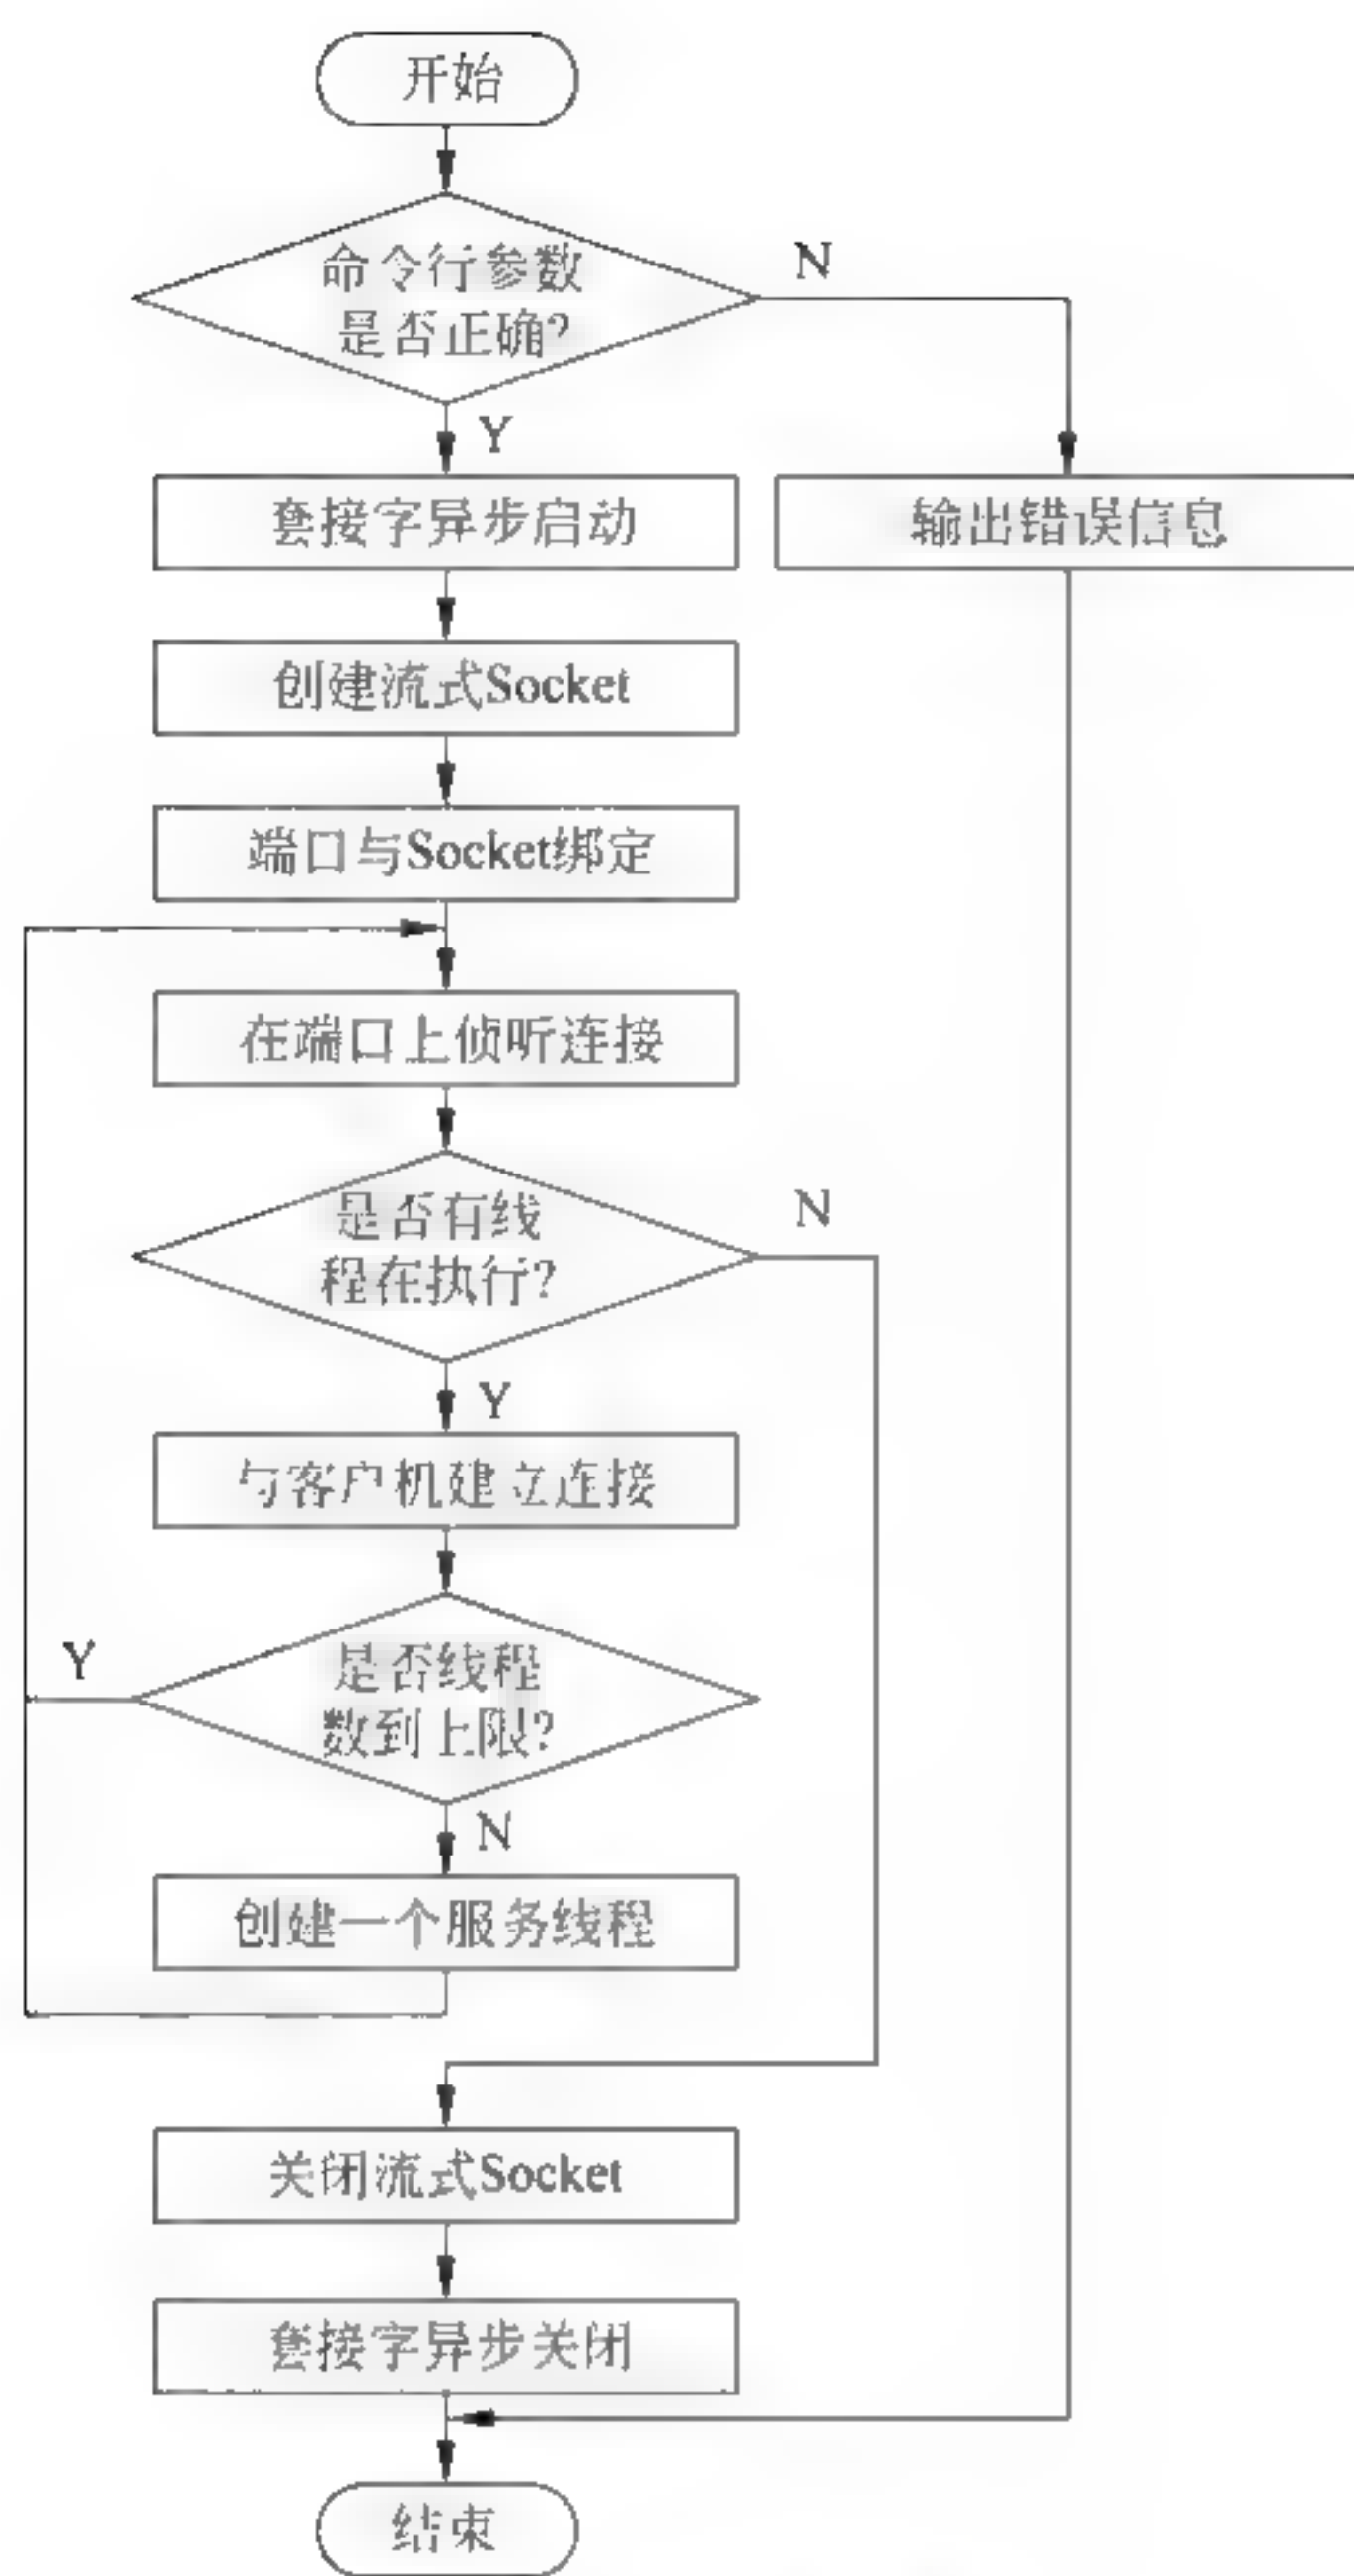 开始
命令行参数
是否正确?
N
Y
套接字异步启动
输出错误信息
创建流式Socket
端口与Socket绑定
在端口上侦听连接
是否有线
程在执行?
N
Y
与客户机建立连接
是否线程
数到上限?
Y
N
创建一个服务线程
关闭流式Socket
套接字异步关闭
结束